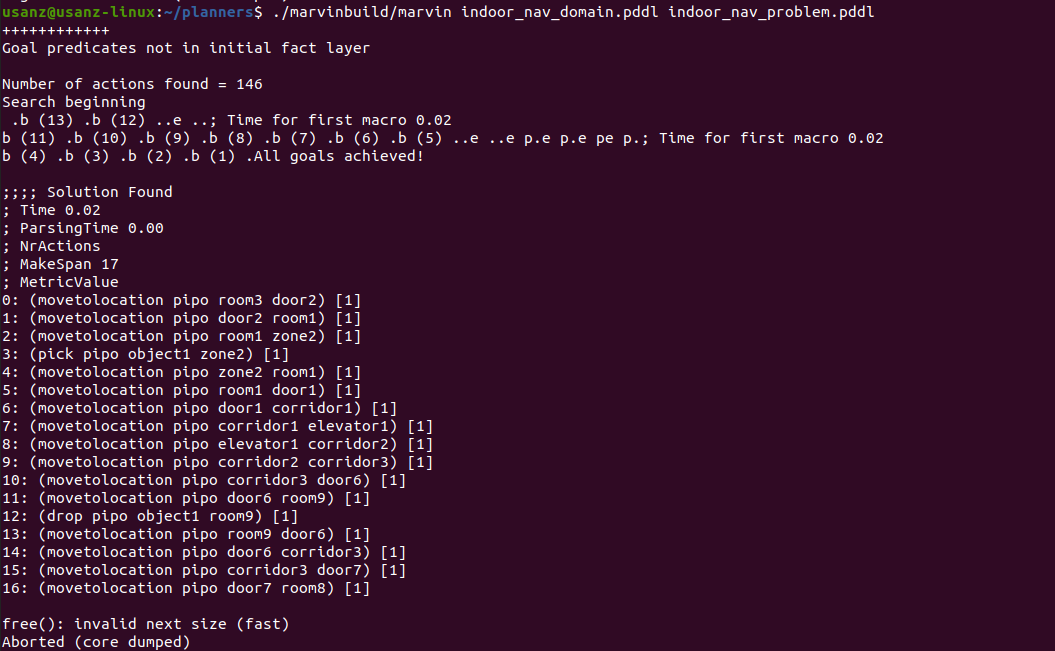 usanz@usanz-linux:~/planners$ ./marvinbuild/marvin indoor_nav_domain.pddl indoor_nav_problem.pddl
++++++++++++
Goal predicates not in initial fact layer
Number of actions found = 146
Search beginning
 .b (13) .b (12) ..e ..; Time for first macro 0.02
b (11) .b (10) .b (9) .b (8) .b (7) .b (6) .b (5) ..e ..e p.e p.e pe p.; Time for first macro 0.02
b (4) .b (3) .b (2) .b (1) .All goals achieved!
;;;; Solution Found
; Time 0.02
; ParsingTime 0.00
; NrActions
; MakeSpan 17
; MetricValue
0: (movetolocation pipo room3 door2) [1]
1: (movetolocation pipo door2 room1) [1]
2: (movetolocation pipo room1 zone2) [1]
3: (pick pipo object1 zone2) [1]
4: (movetolocation pipo zone2 room1) [1]
5: (movetolocation pipo room1 door1) [1]
6: (movetolocation pipo door1 corridor1) [1]
7: (movetolocation pipo corridor1 elevator1) [1]
8: (movetolocation pipo elevator1 corridor2) [1]
9: (movetolocation pipo corridor2 corridor3) [1]
10: (movetolocation pipo corridor3 door6) [1]
11: (movetolocation pipo door6 room9) [1]
12: (drop pipo object1 room9) [1]
13: (movetolocation pipo room9 door6) [1]
14: (movetolocation pipo door6 corridor3) [1]
15: (movetolocation pipo corridor3 door7) [1]
16: (movetolocation pipo door7 room8) [1]
free(): invalid next size (fast)
Aborted (core dumped)